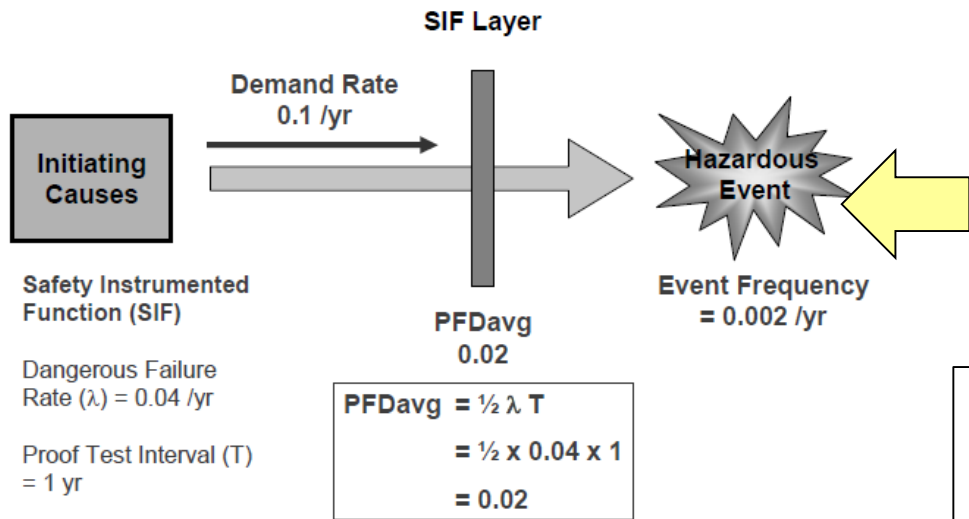 SIF Layer
Demand Rate
0.1 /yr
Initiating
Causes
Hazardous
Event
Safety Instrumented
Function (SIF)
Dangerous Failure
Rate (λ) = 0.04 /yr
Proof Test Interval (T)
= 1 yr
PFDavg
0.02
PFDavg = ½ λ T
= ½ x 0.04 x 1
= 0.02
Event Frequency
= 0.002 /yr